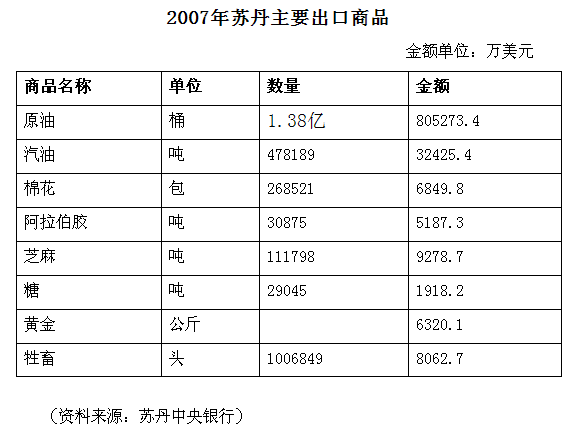 2007年苏丹主要出口商品
金额单位：万美元
商品名称 单位 数量 金额
原油 桶 1.38亿 805273.4
汽油 吨 478189 32425.4
棉花 包 268521 6849.8
阿拉伯胶 吨 30875 5187.3
芝麻 吨 111798 9278.7
糖 吨 29045 1918.2
黄金 公斤 6320.1
牲畜 头 1006849 8062.7
（资料来源：苏丹中央银行）